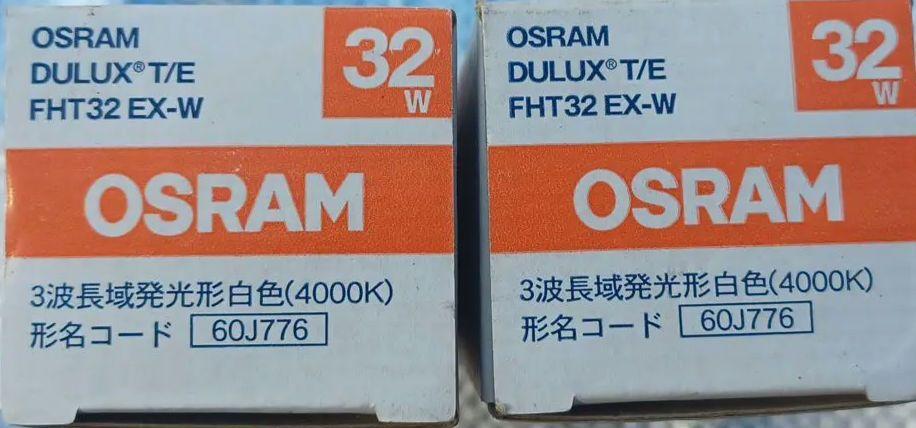 OSRAM
DULUX® T/E
FHT32 EX-W
32
W
OSRAM
3波長域発光形白色(4000K)
形名コード 60J776
OSRAM
DULUX® T/E
FHT32 EX-W
32
W
OSRAM
3波長域発光形白色(4000K)
形名コード 60J776